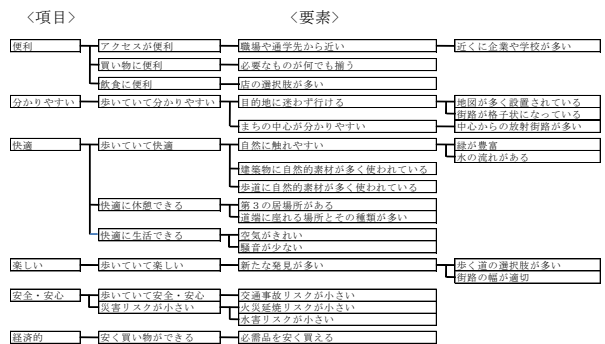 <項目> <要素>
便利 アクセスが便利 職場や通学先から近い 近くに企業や学校が多い
買い物に便利 必要なものが何でも揃う
飲食に便利 店の選択肢が多い
分かりやすい 歩いていて分かりやすい 目的地に迷わず行ける 地図が多く設置されている
街路が格子状になっている
まちの中心が分かりやすい 中心からの放射街路が多い
快適 歩いていて快適 自然に触れやすい 緑が豊富
水の流れがある
建築物に自然的素材が多く使われている
歩道に自然的素材が多く使われている
快適に休憩できる 第3の居場所がある
道端に座れる場所とその種類が多い
快適に生活できる 空気がきれい
騒音が少ない
楽しい 歩いていて楽しい 新たな発見が多い 歩く道の選択肢が多い
街路の幅が適切
安全・安心 歩いていて安全・安心 交通事故リスクが小さい
災害リスクが小さい 火災延焼リスクが小さい
水害リスクが小さい
経済的 安く買い物ができる 必需品を安く買える